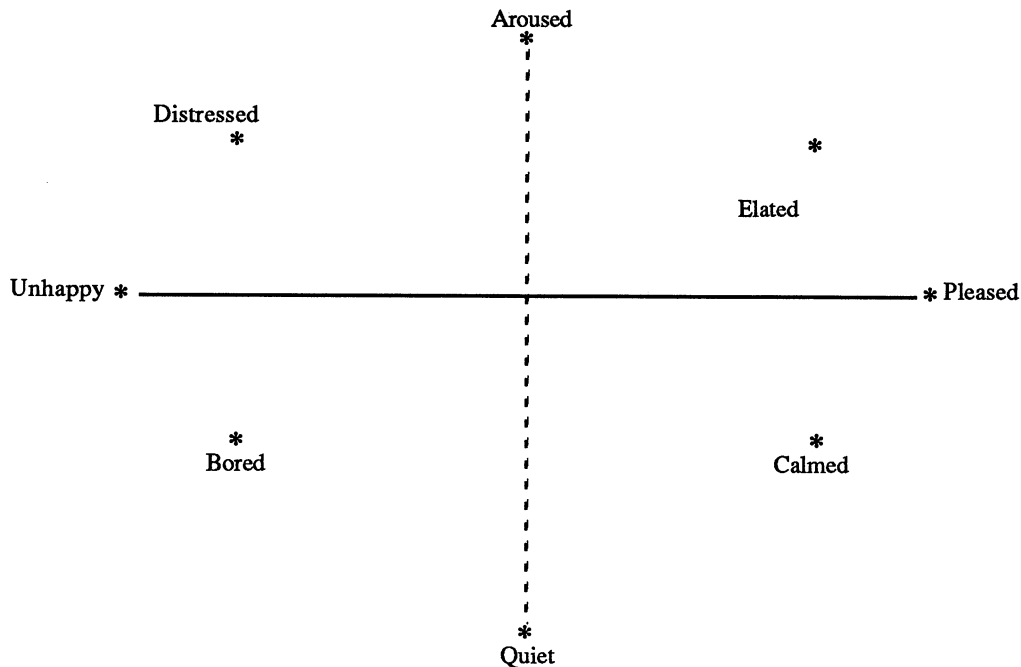 Aroused
Distressed
Elated
Unhappy
Pleased
Bored
Calmed
Quiet